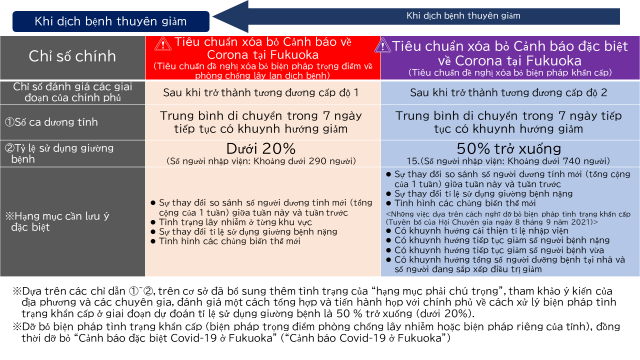 Khi dịch bệnh thuyên giảm
Khi dịch bệnh thuyên giảm
Chỉ số chính
Tiêu chuẩn xóa bỏ Cảnh báo về
Corona tại Fukuoka
(Tiêu chuẩn đề nghị xóa bỏ biện pháp trọng điểm về
phòng chống lây lan dịch bệnh)
Tiêu chuẩn xóa bỏ Cảnh báo đặc biệt
về Corona tại Fukuoka
(Tiêu chuẩn đề nghị xóa bỏ biện pháp khẩn cấp)
Chỉ số đánh giá các giai
đoạn của chính phủ
Sau khi trở thành tương đương cấp độ 1
Sau khi trở thành tương đương cấp độ 2
①Số ca dương tính
Trung bình di chuyển trong 7 ngày
tiếp tục có khuynh hướng giảm
Trung bình di chuyển trong 7 ngày
tiếp tục có khuynh hướng giảm
②Tỷ lệ sử dụng giường
bệnh
Dưới 20%
(Số người nhập viện: Khoảng dưới 290 người)
50% trở xuống
15.(Số người nhập viện: Khoảng dưới 740 người)
※Hạng mục cần lưu ý
đặc biệt
● Sự thay đổi so sánh số người dương tính mới (tổng
cộng của 1 tuần) giữa tuần này và tuần trước
● Tình trạng lây nhiễm ở từng khu vực
● Sự thay đổi tỉ lệ sử dụng giường bệnh
● Tình hình các chủng biến thể mới
● Sự thay đổi so sánh số người dương tính mới (tổng cộng
của 1 tuần) giữa tuần này và tuần trước
● Sự thay đổi tỉ lệ sử dụng giường bệnh
● Tình hình các chủng biến thể mới
<Những việc dựa trên cách nghĩ dỡ bỏ biện pháp tình trạng khẩn cấp
(Tuyên bố của Hội Chuyên gia ngày 8 tháng 9 năm 2021)>
● Có khuynh hướng cải thiện tỉ lệ nhập viện
● Có khuynh hướng tiếp tục giảm số người bệnh nặng
● Có khuynh hướng tiếp tục giảm số người bệnh vừa
● Có khuynh hướng tổng số người dưỡng bệnh tại nhà và
số người đang sắp xếp điều trị giảm
※Dựa trên các chỉ dẫn ①~②, trên cơ sở đã bổ sung thêm tình trạng của “hạng mục phải chú trọng”, tham khảo ý kiến của
địa phương và các chuyên gia, đánh giá một cách tổng hợp và tiến hành họp với chính phủ về cách xử lý biện pháp tình
trạng khẩn cấp ở giai đoạn dự đoán tỉ lệ sử dụng giường bệnh là 50 % trở xuống (dưới 20%).
※Dỡ bỏ biện pháp tình trạng khẩn cấp (biện pháp trọng điểm phòng chống lây nhiễm hoặc biện pháp riêng của tỉnh), đồng
thời dỡ bỏ “Cảnh báo đặc biệt Covid-19 ở Fukuoka” (“Cảnh báo Covid-19 ở Fukuoka”)